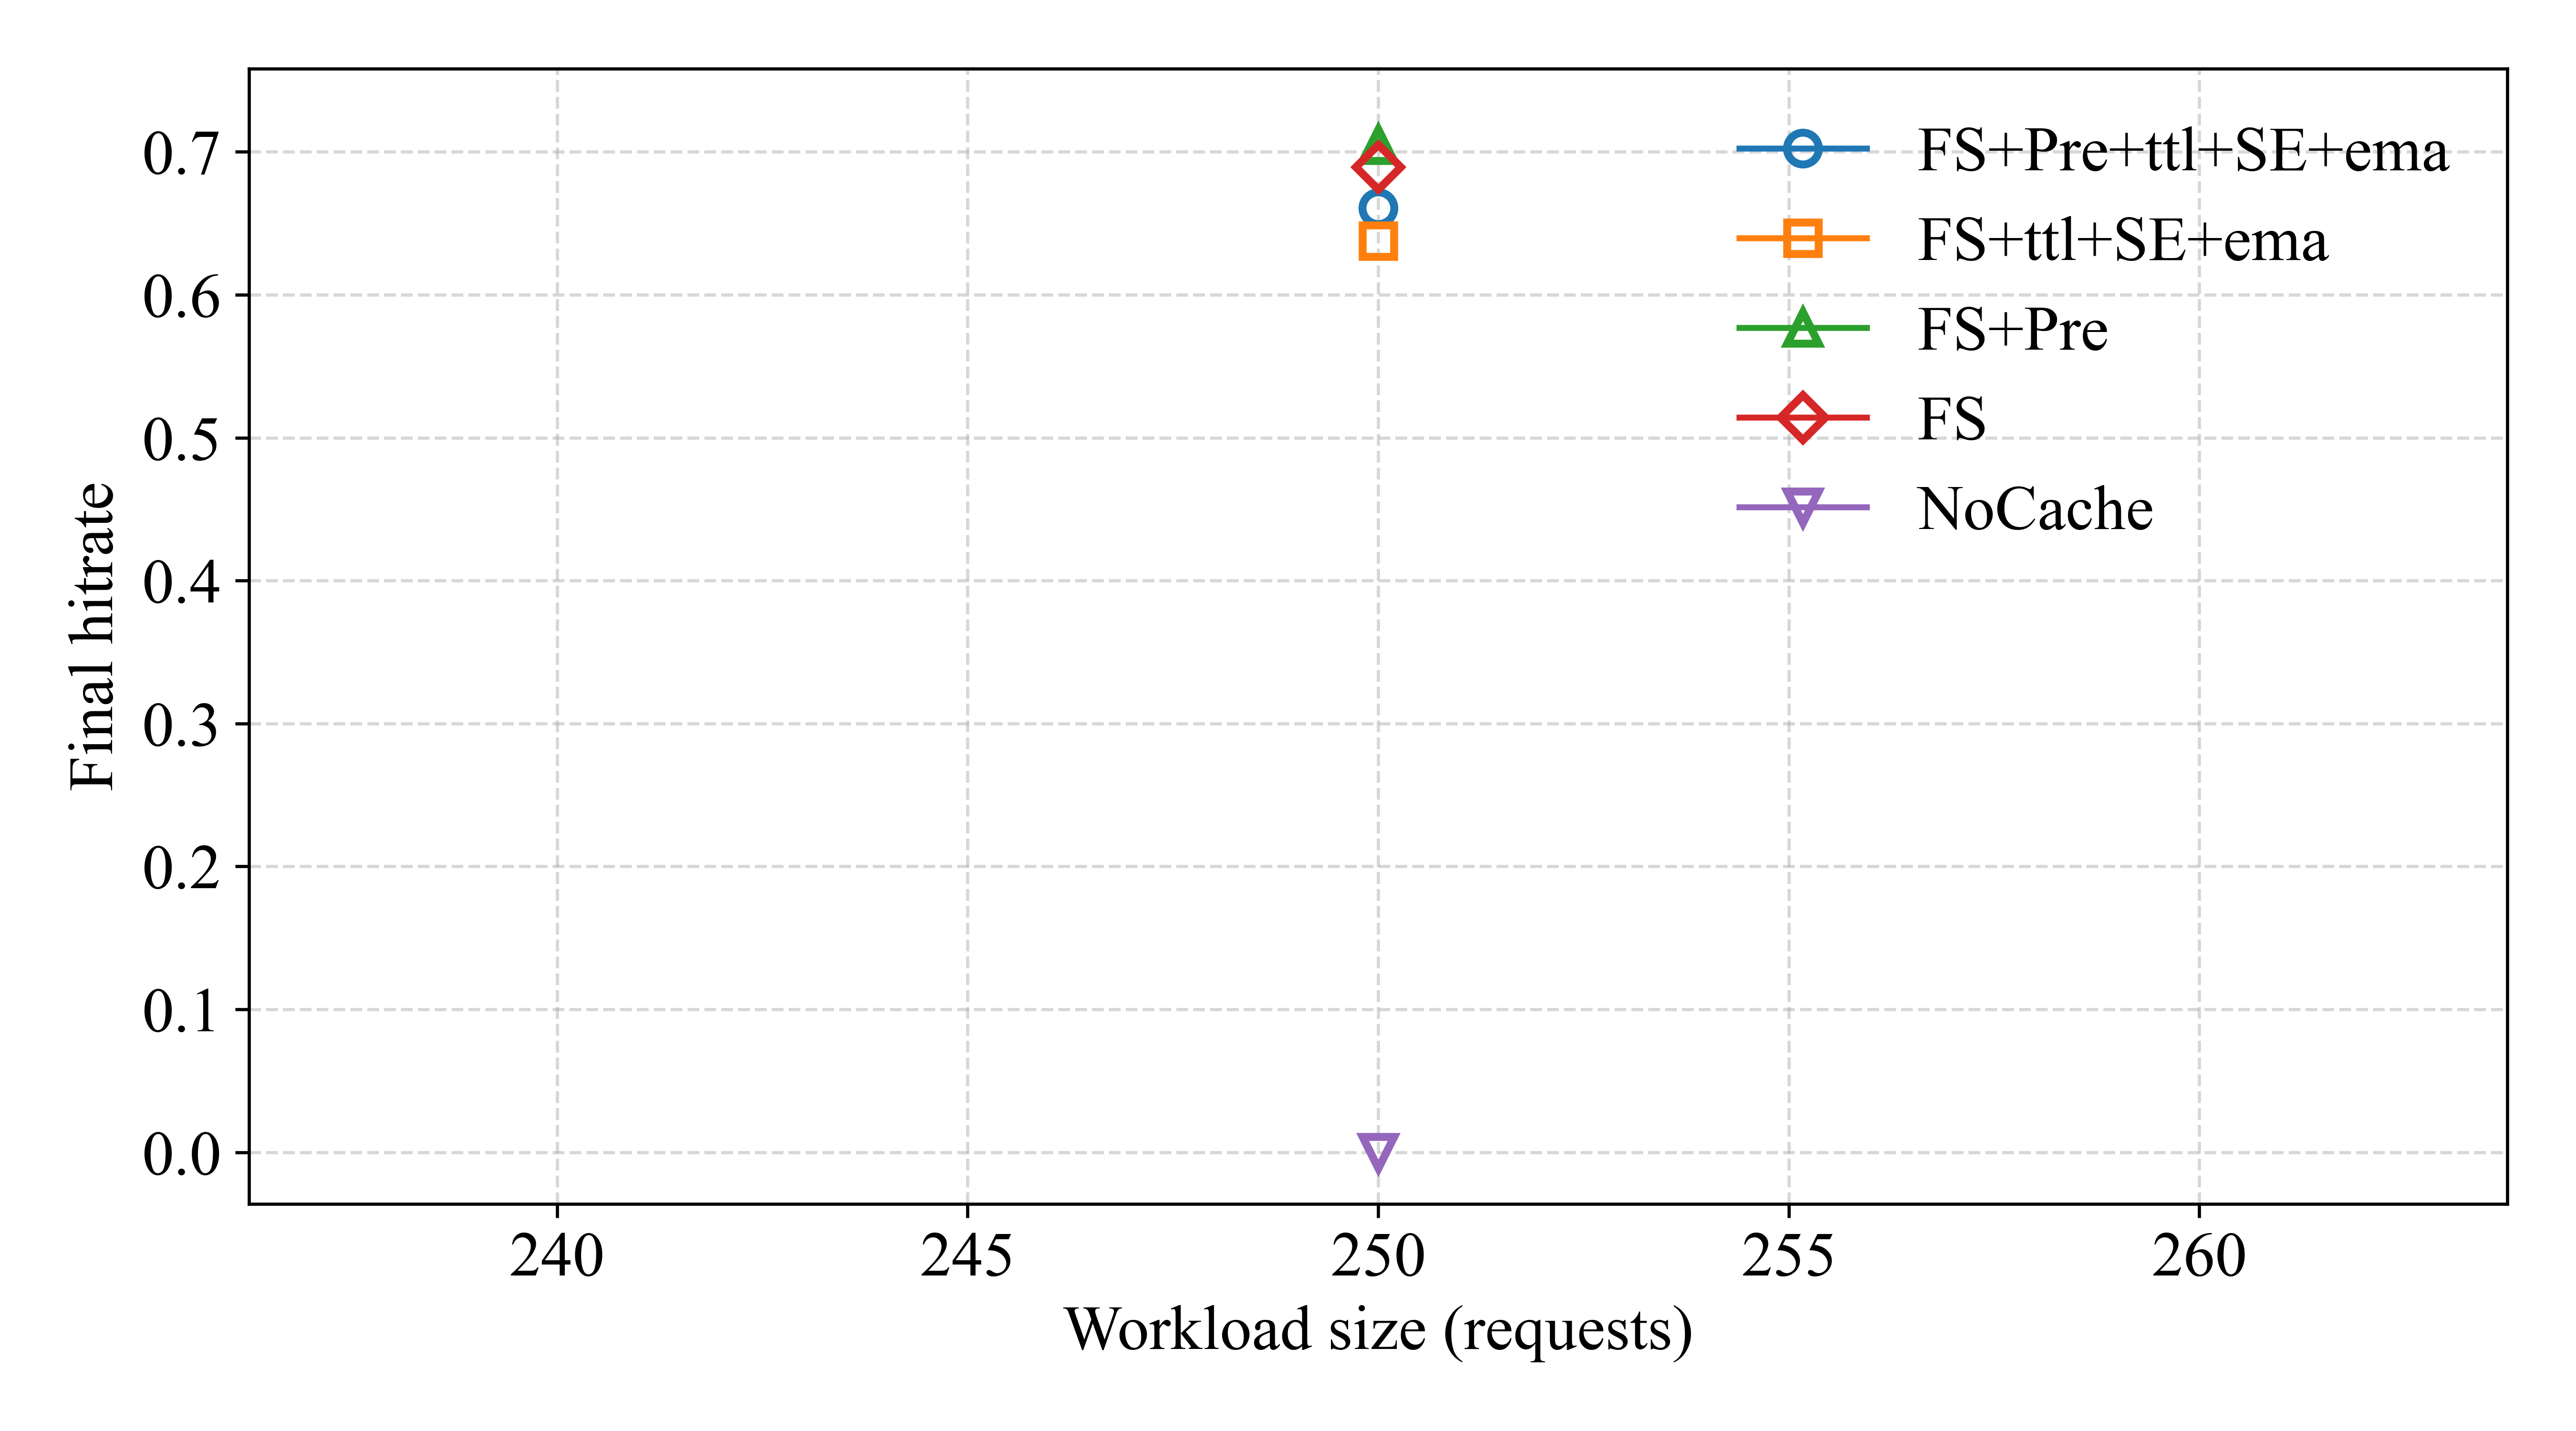 0.7
0.6
0.5
0.4
0.3
0.2
0.1
0.0
Final hitrate
FS+Pre+ttl+SE+ema
FS+ttl+SE+ema
FS+Pre
FS
NoCache
240 245 250 255 260
Workload size (requests)